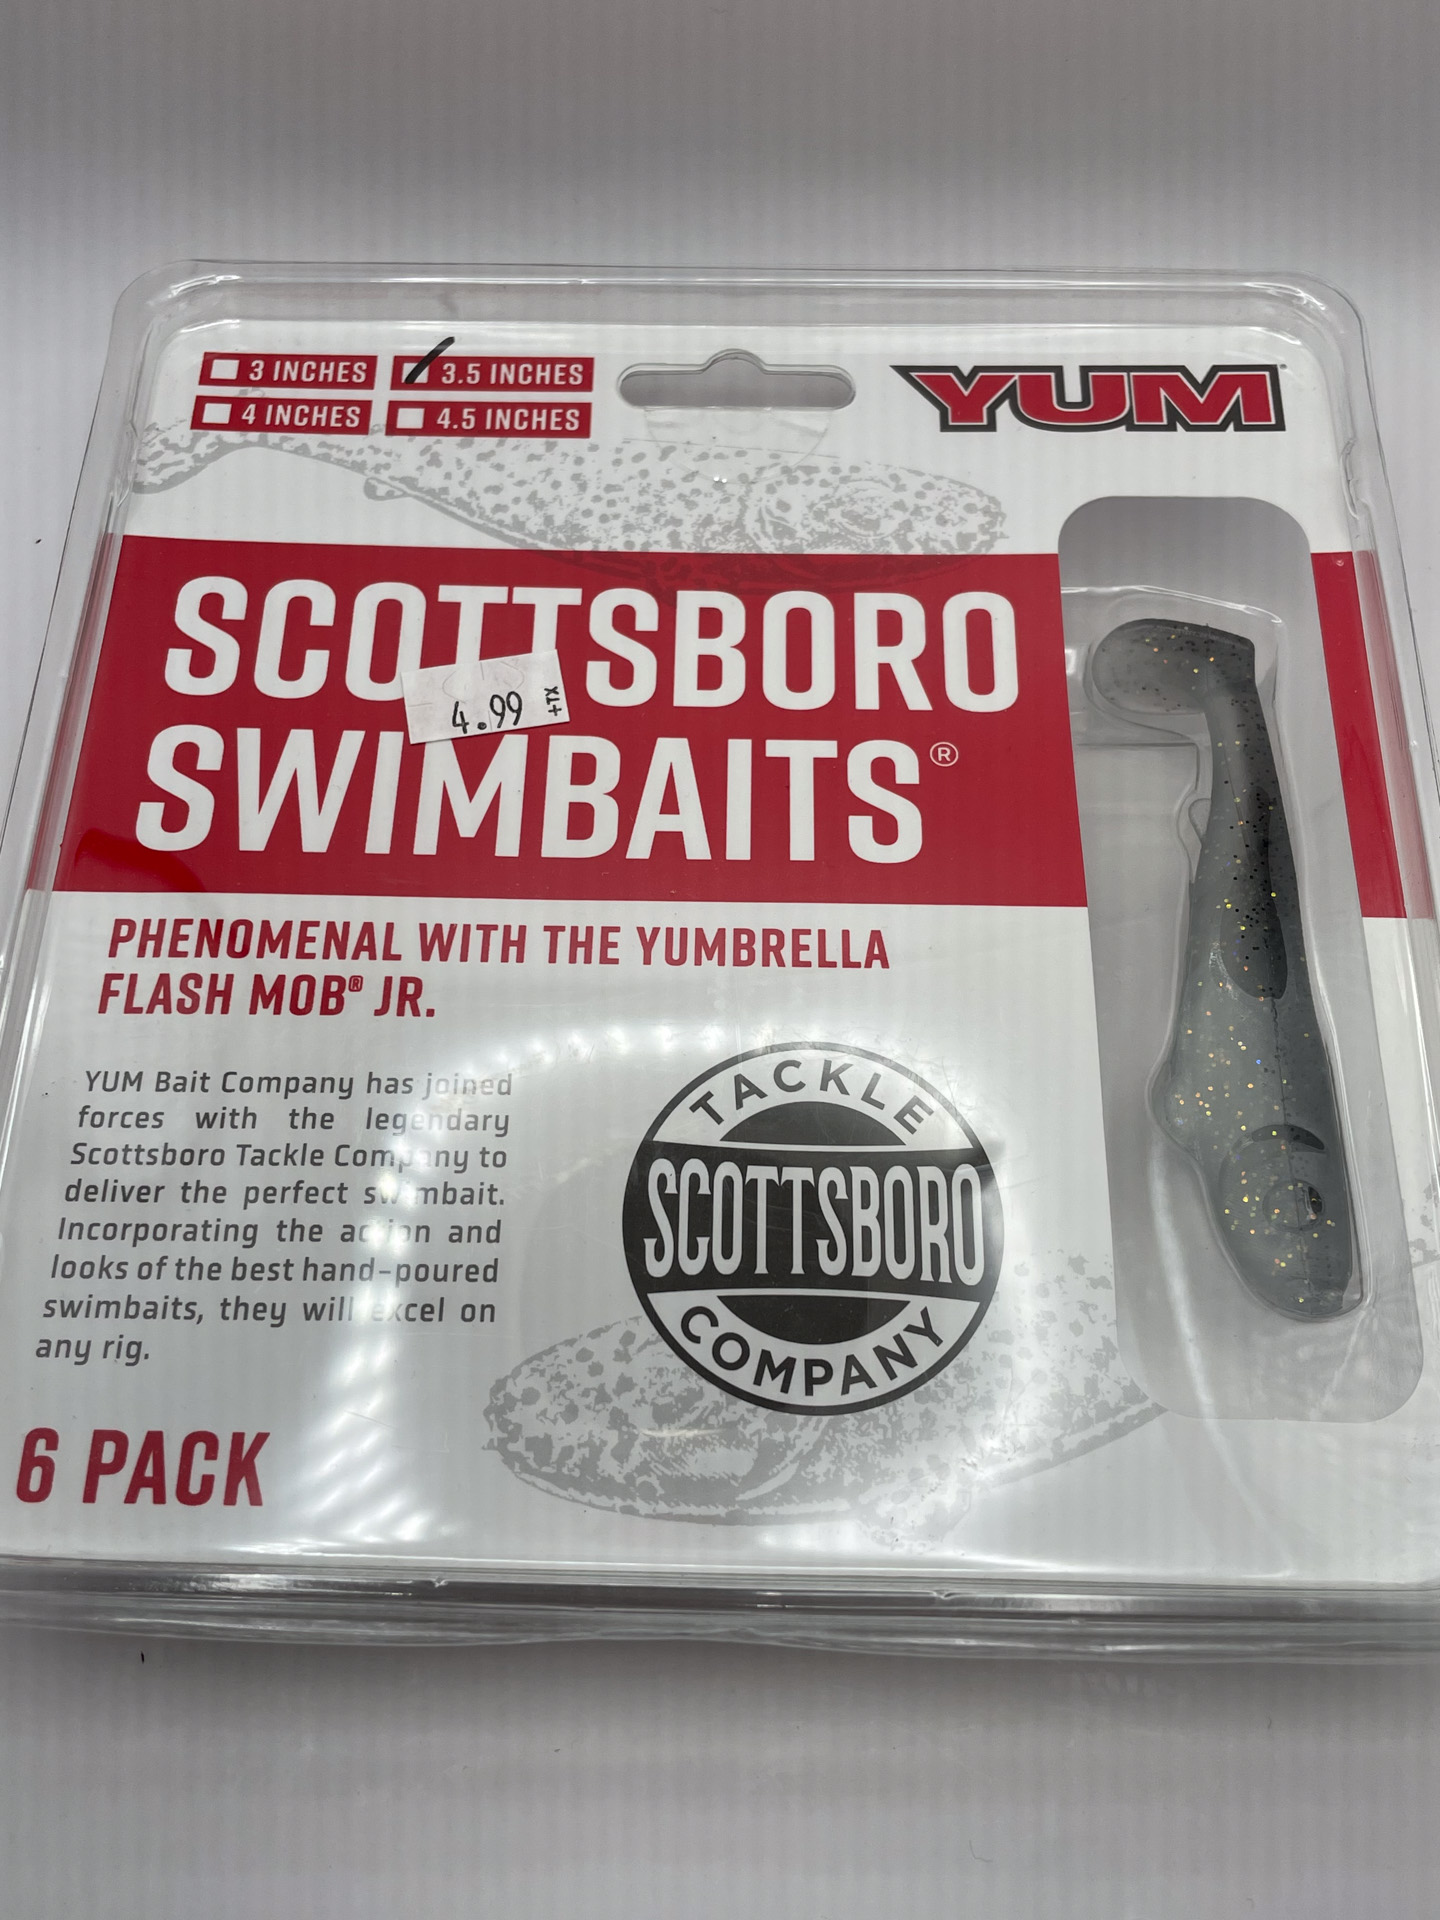 3 INCHES 3.5 INCHES
4 INCHES 4.5 INCHES
YUM
SCOTTSBORO
4.99 +TX
SWIMBAITS®
PHENOMENAL WITH THE YUMBRELLA
FLASH MOB® JR.
YUM Bait Company has joined
forces with the legendary
Scottsboro Tackle Company to
deliver the perfect swimbait.
Incorporating the action and
looks of the best hand-poured
swimbaits, they will excel on
any rig.
TACKLE
SCOTTSBORO
COMPANY
6 PACK